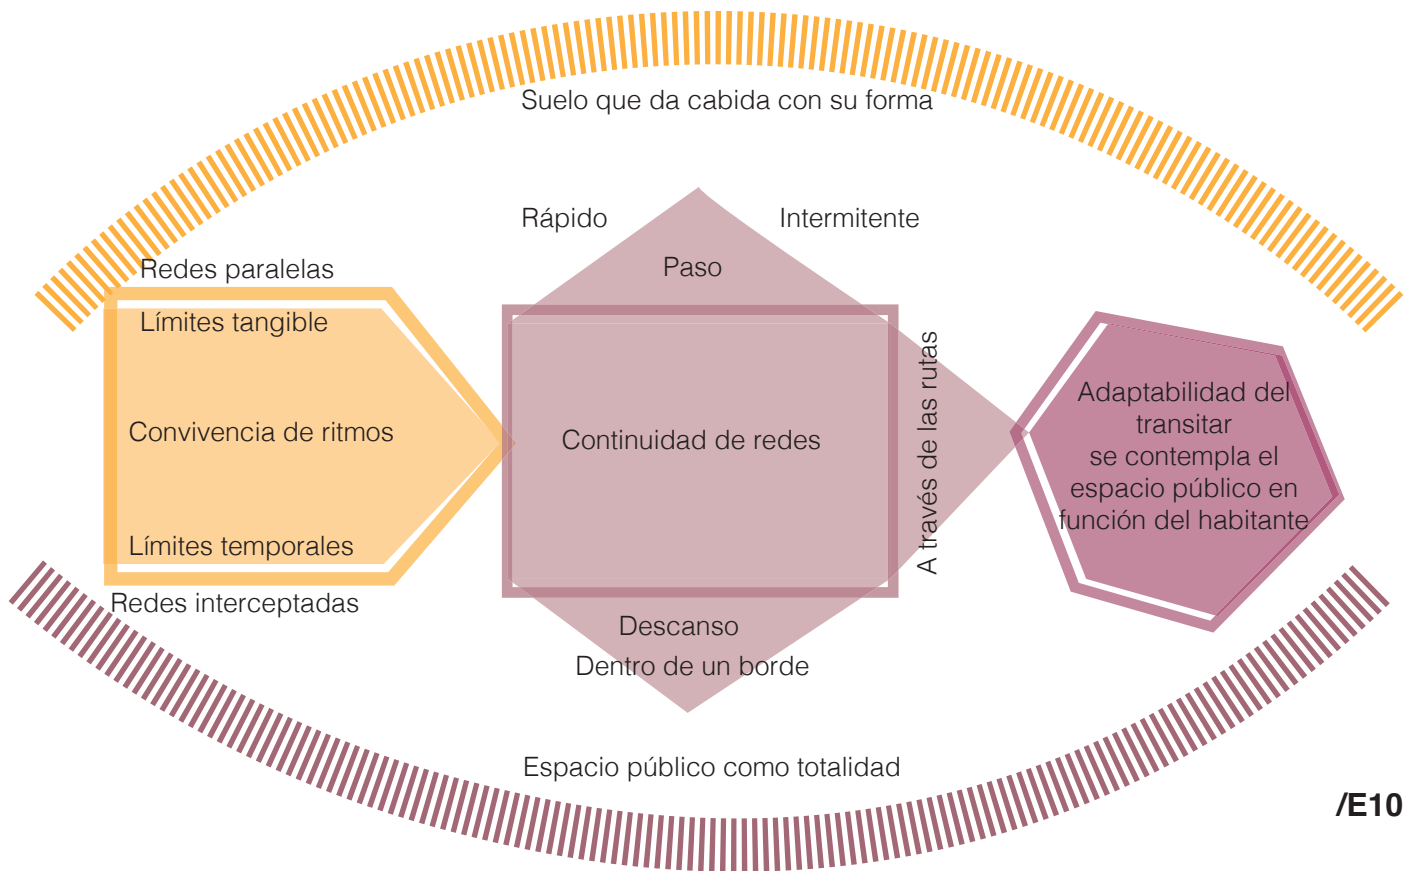 Suelo que da cabida con su forma
Rápido
Intermitente
Paso
Redes paralelas
Límites tangible
Convivencia de ritmos
Límites temporales
Redes interceptadas
Continuidad de redes
A través de las rutas
Descanso
Dentro de un borde
Adaptabilidad del
transitar
se contempla el
espacio público en
función del habitante
Espacio público como totalidad
/E10